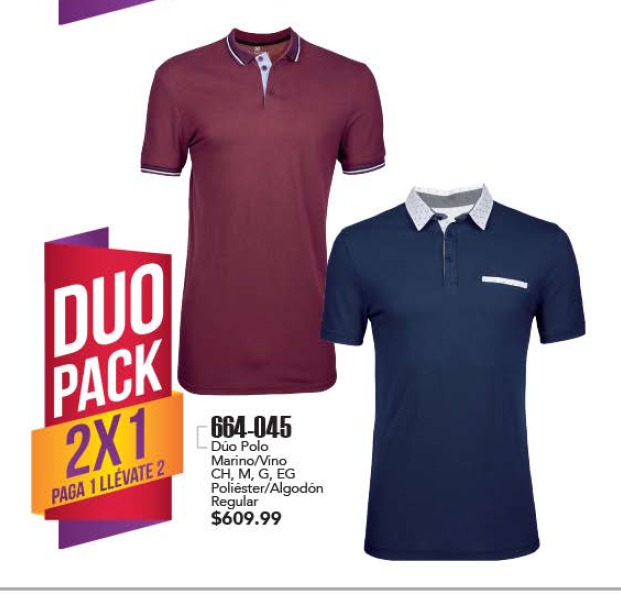 DUO
PACK
2X1
PAGA 1 LLÉVATE 2
664-045
Dúo Polo
Marino/Vino
CH, M, G, EG
Poliéster/Algodón
Regular
$609.99